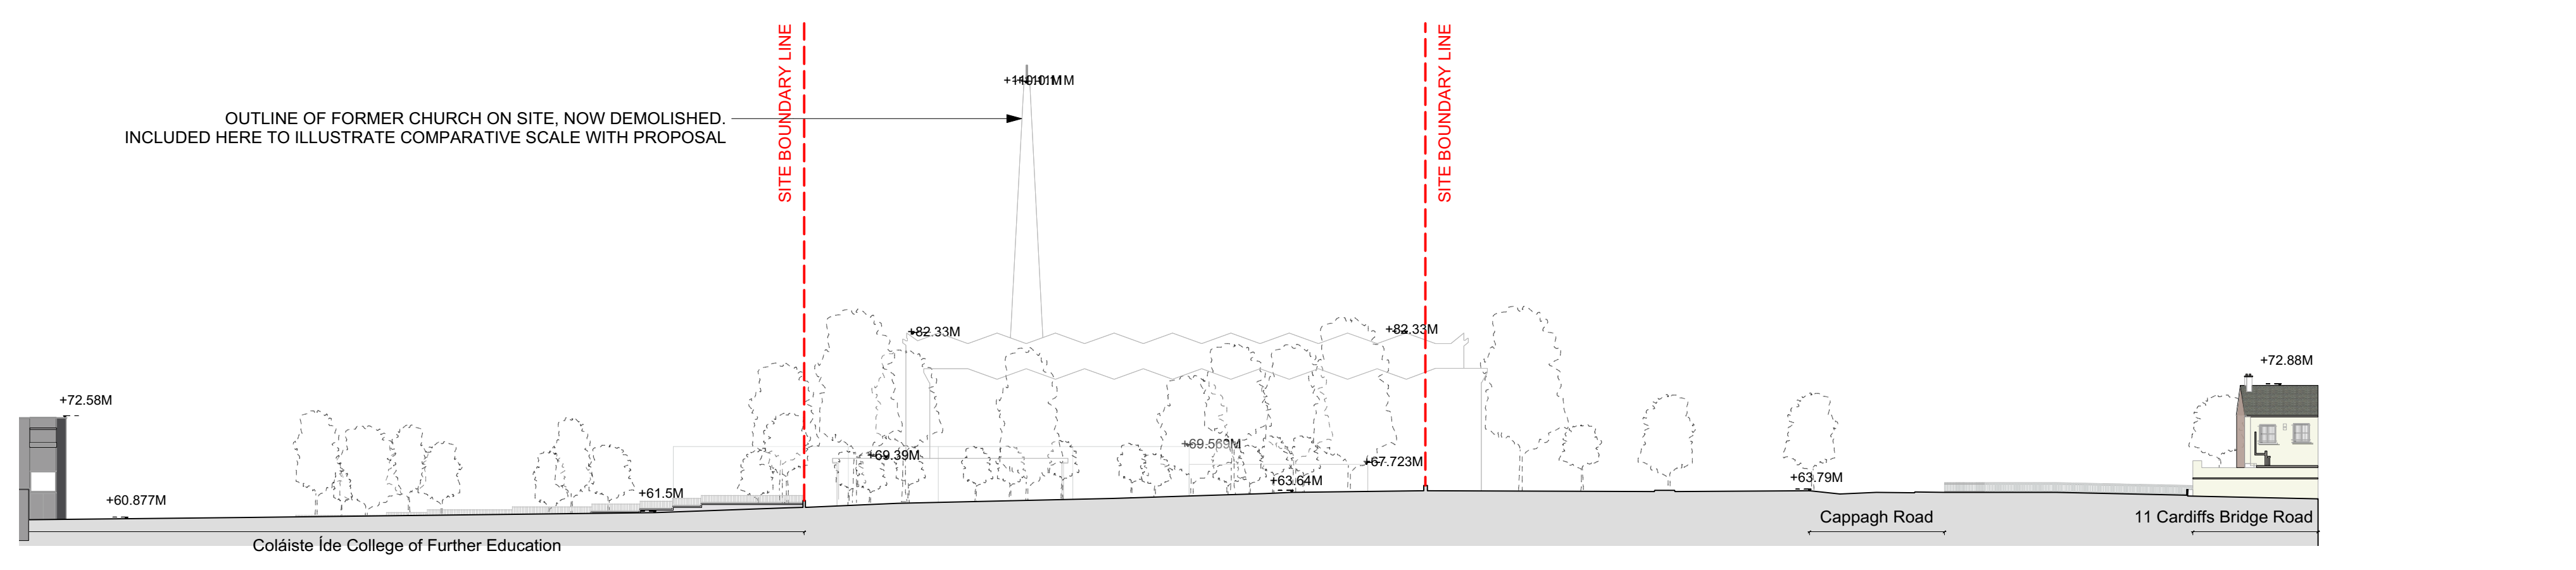 SITE BOUNDARY LINE
SITE BOUNDARY LINE
OUTLINE OF FORMER CHURCH ON SITE, NOW DEMOLISHED.
INCLUDED HERE TO ILLUSTRATE COMPARATIVE SCALE WITH PROPOSAL
+82.33M
+82.33M
+72.88M
+72.58M
+69.569M
+69.39M
+67.723M
+63.64M
+63.79M
+61.5M
+60.877M
Cappagh Road
11 Cardiffs Bridge Road
Coláiste Íde College of Further Education